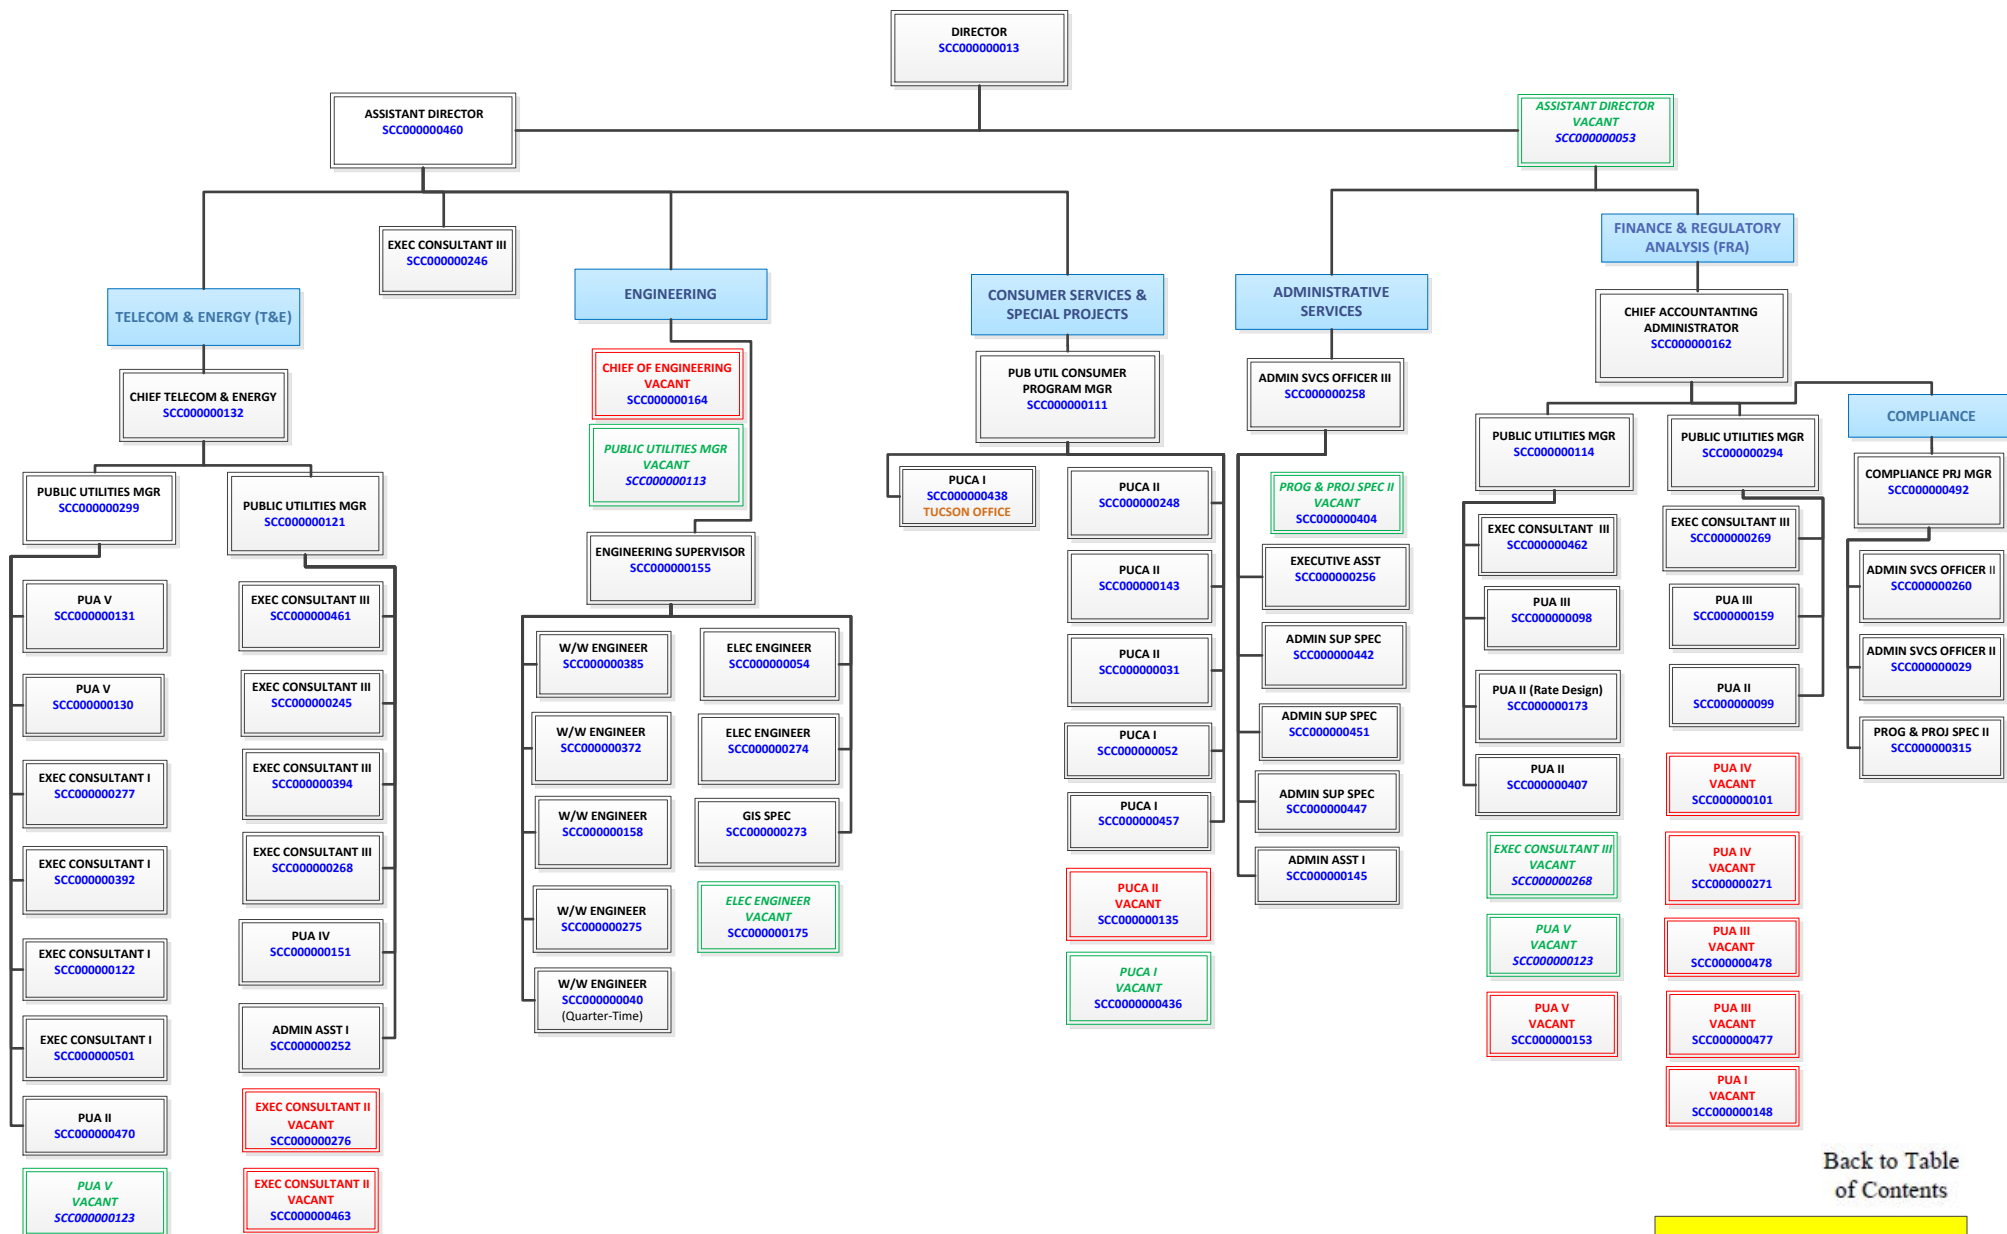 DIRECTOR
SCC000000013
ASSISTANT DIRECTOR
SCC000000460
ASSISTANT DIRECTOR
VACANT
SCC000000053
EXEC CONSULTANT III
SCC000000246
TELECOM & ENERGY (T&E)
CHIEF TELECOM & ENERGY
SCC000000132
PUBLIC UTILITIES MGR
SCC000000299
PUA V
SCC000000131
PUA V
SCC000000130
EXEC CONSULTANT I
SCC000000277
EXEC CONSULTANT I
SCC000000392
EXEC CONSULTANT I
SCC000000122
EXEC CONSULTANT I
SCC000000501
PUA II
SCC000000470
PUA V
VACANT
SCC000000123
PUBLIC UTILITIES MGR
SCC000000121
EXEC CONSULTANT III
SCC000000461
EXEC CONSULTANT III
SCC000000245
EXEC CONSULTANT III
SCC000000394
EXEC CONSULTANT III
SCC000000268
PUA IV
SCC000000151
ADMIN ASST I
SCC000000252
EXEC CONSULTANT II
VACANT
SCC000000276
EXEC CONSULTANT II
VACANT
SCC000000463
ENGINEERING
CHIEF OF ENGINEERING
VACANT
SCC000000164
PUBLIC UTILITIES MGR
VACANT
SCC000000113
ENGINEERING SUPERVISOR
SCC000000155
W/W ENGINEER
SCC000000385
W/W ENGINEER
SCC000000372
W/W ENGINEER
SCC000000158
W/W ENGINEER
SCC000000275
W/W ENGINEER
SCC000000040
(Quarter-Time)
ELEC ENGINEER
SCC000000054
ELEC ENGINEER
SCC000000274
GIS SPEC
SCC000000273
ELEC ENGINEER
VACANT
SCC000000175
CONSUMER SERVICES &
SPECIAL PROJECTS
PUB UTIL CONSUMER
PROGRAM MGR
SCC000000111
PUCA I
SCC000000438
TUCSON OFFICE
PUCA II
SCC000000248
PUCA II
SCC000000143
PUCA II
SCC000000031
PUCA I
SCC000000052
PUCA I
SCC000000457
PUCA II
VACANT
SCC000000135
PUCA I
VACANT
SCC0000000436
ADMINISTRATIVE
SERVICES
ADMIN SVCS OFFICER III
SCC000000258
PROG & PROJ SPEC II
VACANT
SCC000000404
EXECUTIVE ASST
SCC000000256
ADMIN SUP SPEC
SCC000000442
ADMIN SUP SPEC
SCC000000451
ADMIN SUP SPEC
SCC000000447
ADMIN ASST I
SCC000000145
FINANCE & REGULATORY
ANALYSIS (FRA)
CHIEF ACCOUNTANTING
ADMINISTRATOR
SCC000000162
PUBLIC UTILITIES MGR
SCC000000114
EXEC CONSULTANT  III
SCC000000462
PUA III
SCC000000098
PUA II (Rate Design)
SCC000000173
PUA II
SCC000000407
EXEC CONSULTANT III
VACANT
SCC000000268
PUA V
VACANT
SCC000000123
PUA V
VACANT
SCC000000153
PUBLIC UTILITIES MGR
SCC000000294
EXEC CONSULTANT III
SCC000000269
PUA III
SCC000000159
PUA II
SCC000000099
PUA IV
VACANT
SCC000000101
PUA IV
VACANT
SCC000000271
PUA III
VACANT
SCC000000478
PUA III
VACANT
SCC000000477
PUA I
VACANT
SCC000000148
COMPLIANCE
COMPLIANCE PRJ MGR
SCC000000492
ADMIN SVCS OFFICER II
SCC000000260
ADMIN SVCS OFFICER II
SCC000000029
PROG & PROJ SPEC II
SCC000000315
Back to Table
of Contents